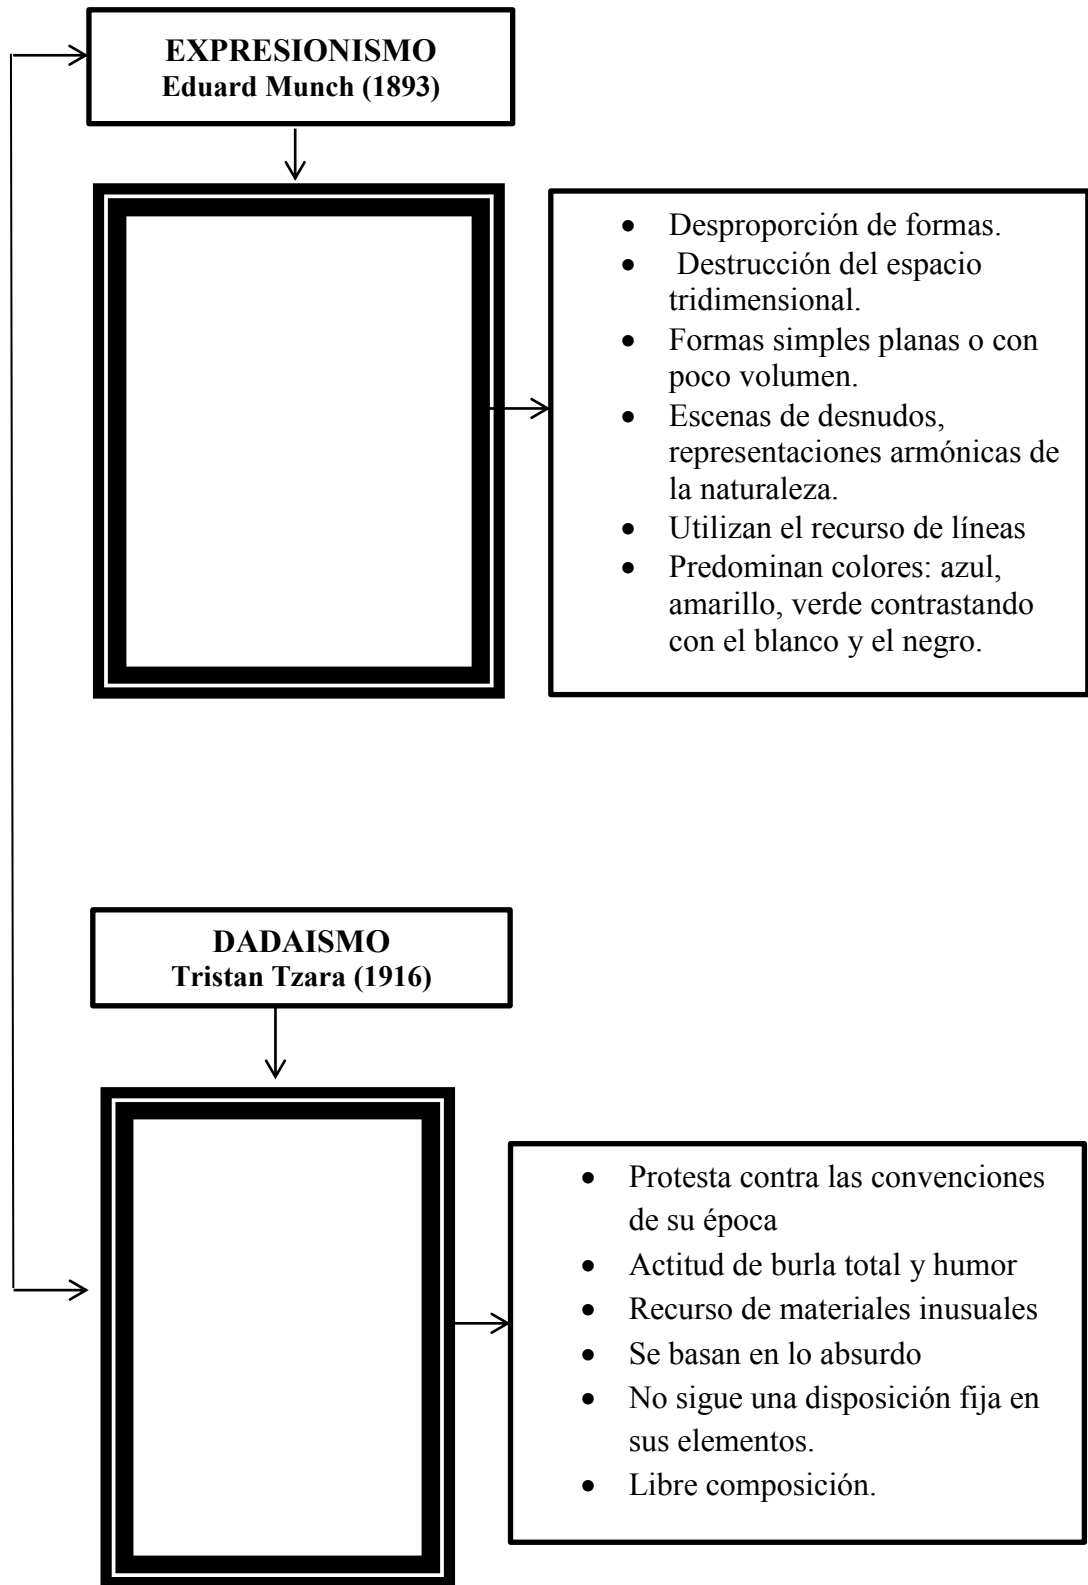 EXPRESIONISMO
Eduard Munch (1893)
• Desproporción de formas.
• Destrucción del espacio
tridimensional.
• Formas simples planas o con
poco volumen.
• Escenas de desnudos,
representaciones armónicas de
la naturaleza.
• Utilizan el recurso de líneas
• Predominan colores: azul,
amarillo, verde contrastando
con el blanco y el negro.
DADAISMO
Tristan Tzara (1916)
• Protesta contra las convenciones
de su época
• Actitud de burla total y humor
• Recurso de materiales inusuales
• Se basan en lo absurdo
• No sigue una disposición fija en
sus elementos.
• Libre composición.